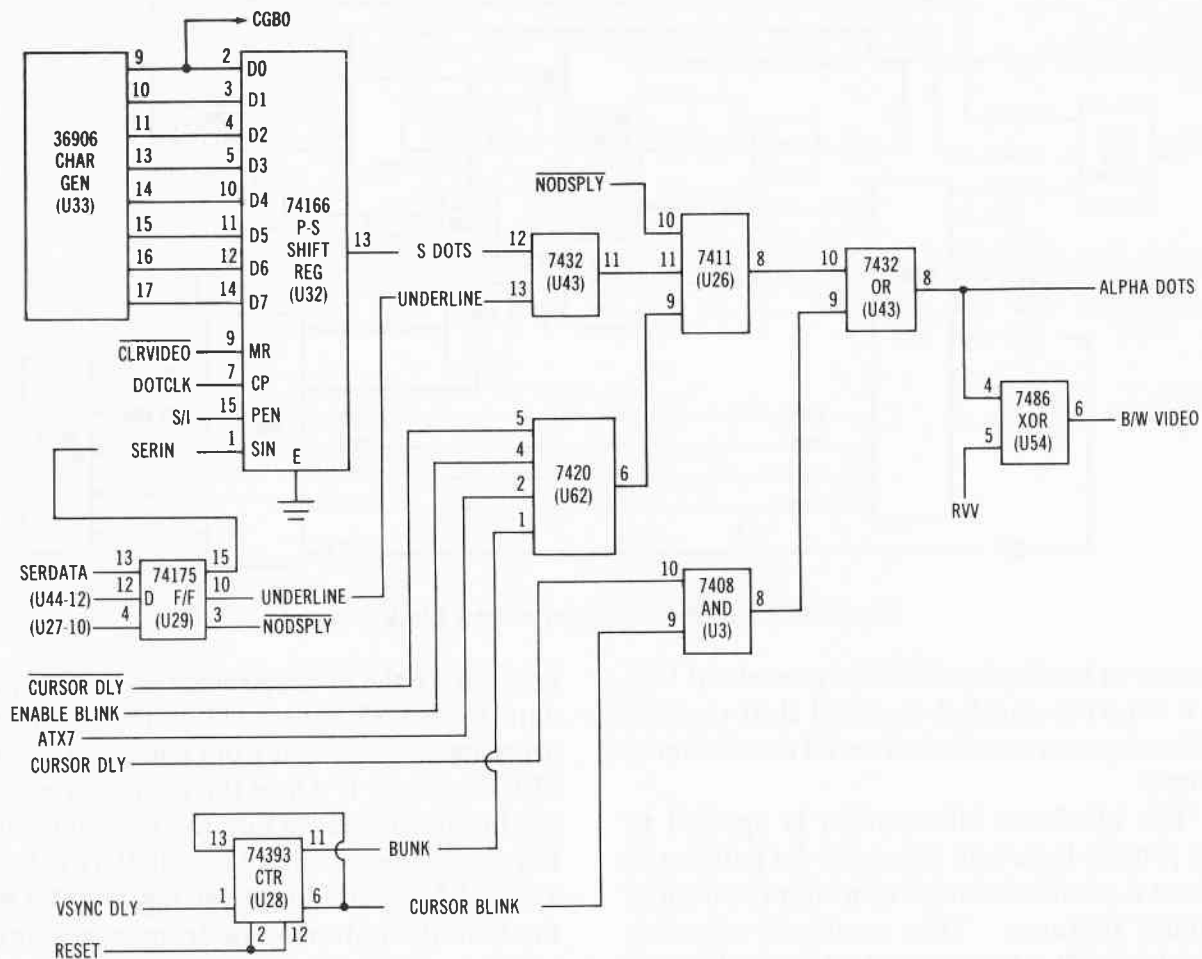 CGB0
36906
CHAR
GEN
(U33)
9
10
11
13
14
15
16
17
2
3
4
5
10
11
12
14
9
7
15
1
D0
D1
D2
D3
D4
D5
D6
D7
MR
CP
PEN
SIN
E
74166
P-S
SHIFT
REG
(U32)
13
CLRVIDEO
DOTCLK
S/I
SERIN
S DOTS
UNDERLINE
12
13
7432
(U43)
11
NODSPLY
10
11
9
7411
(U26)
8
10
9
7432
OR
(U43)
8
ALPHA DOTS
4
5
7486
XOR
(U54)
6
B/W VIDEO
RVV
5
4
2
1
7420
(U62)
6
SERDATA
(U44-12)
(U27-10)
13
12
4
74175
D F/F
(U29)
15
10
3
UNDERLINE
NODSPLY
10
9
7408
AND
(U3)
8
CURSOR DLY
ENABLE BLINK
ATX7
CURSOR DLY
13
1
74393
CTR
(U28)
11
6
2
12
BUNK
CURSOR BLINK
VSYNC DLY
RESET